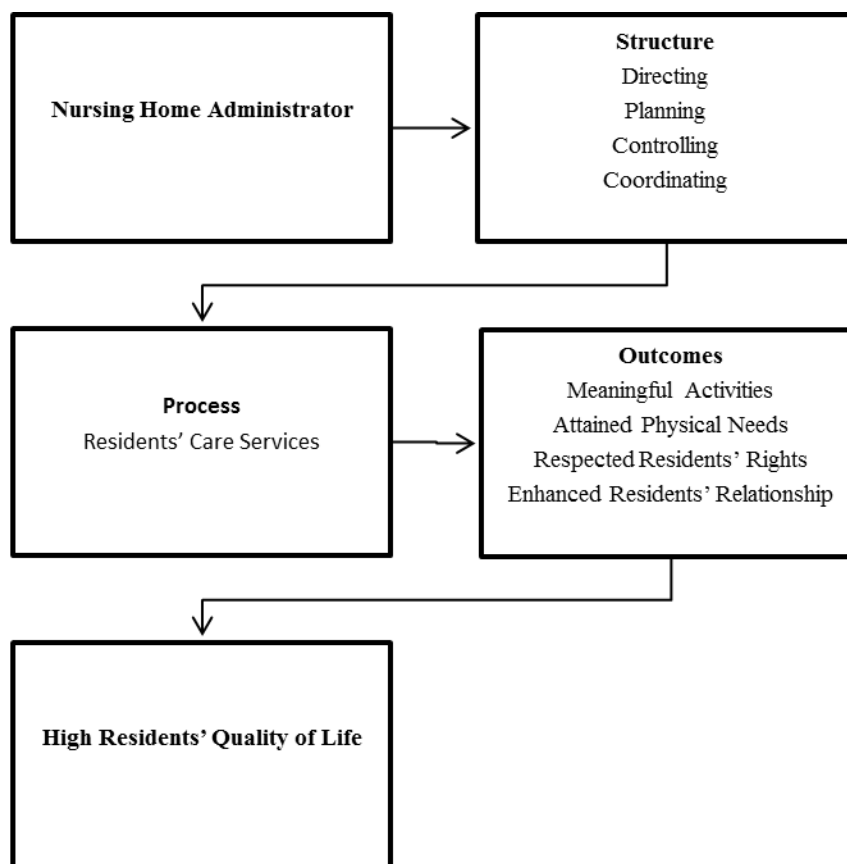 Nursing Home Administrator
Structure
Directing
Planning
Controlling
Coordinating
Process
Residents’ Care Services
Outcomes
Meaningful Activities
Attained Physical Needs
Respected Residents’ Rights
Enhanced Residents’ Relationship
High Residents’ Quality of Life